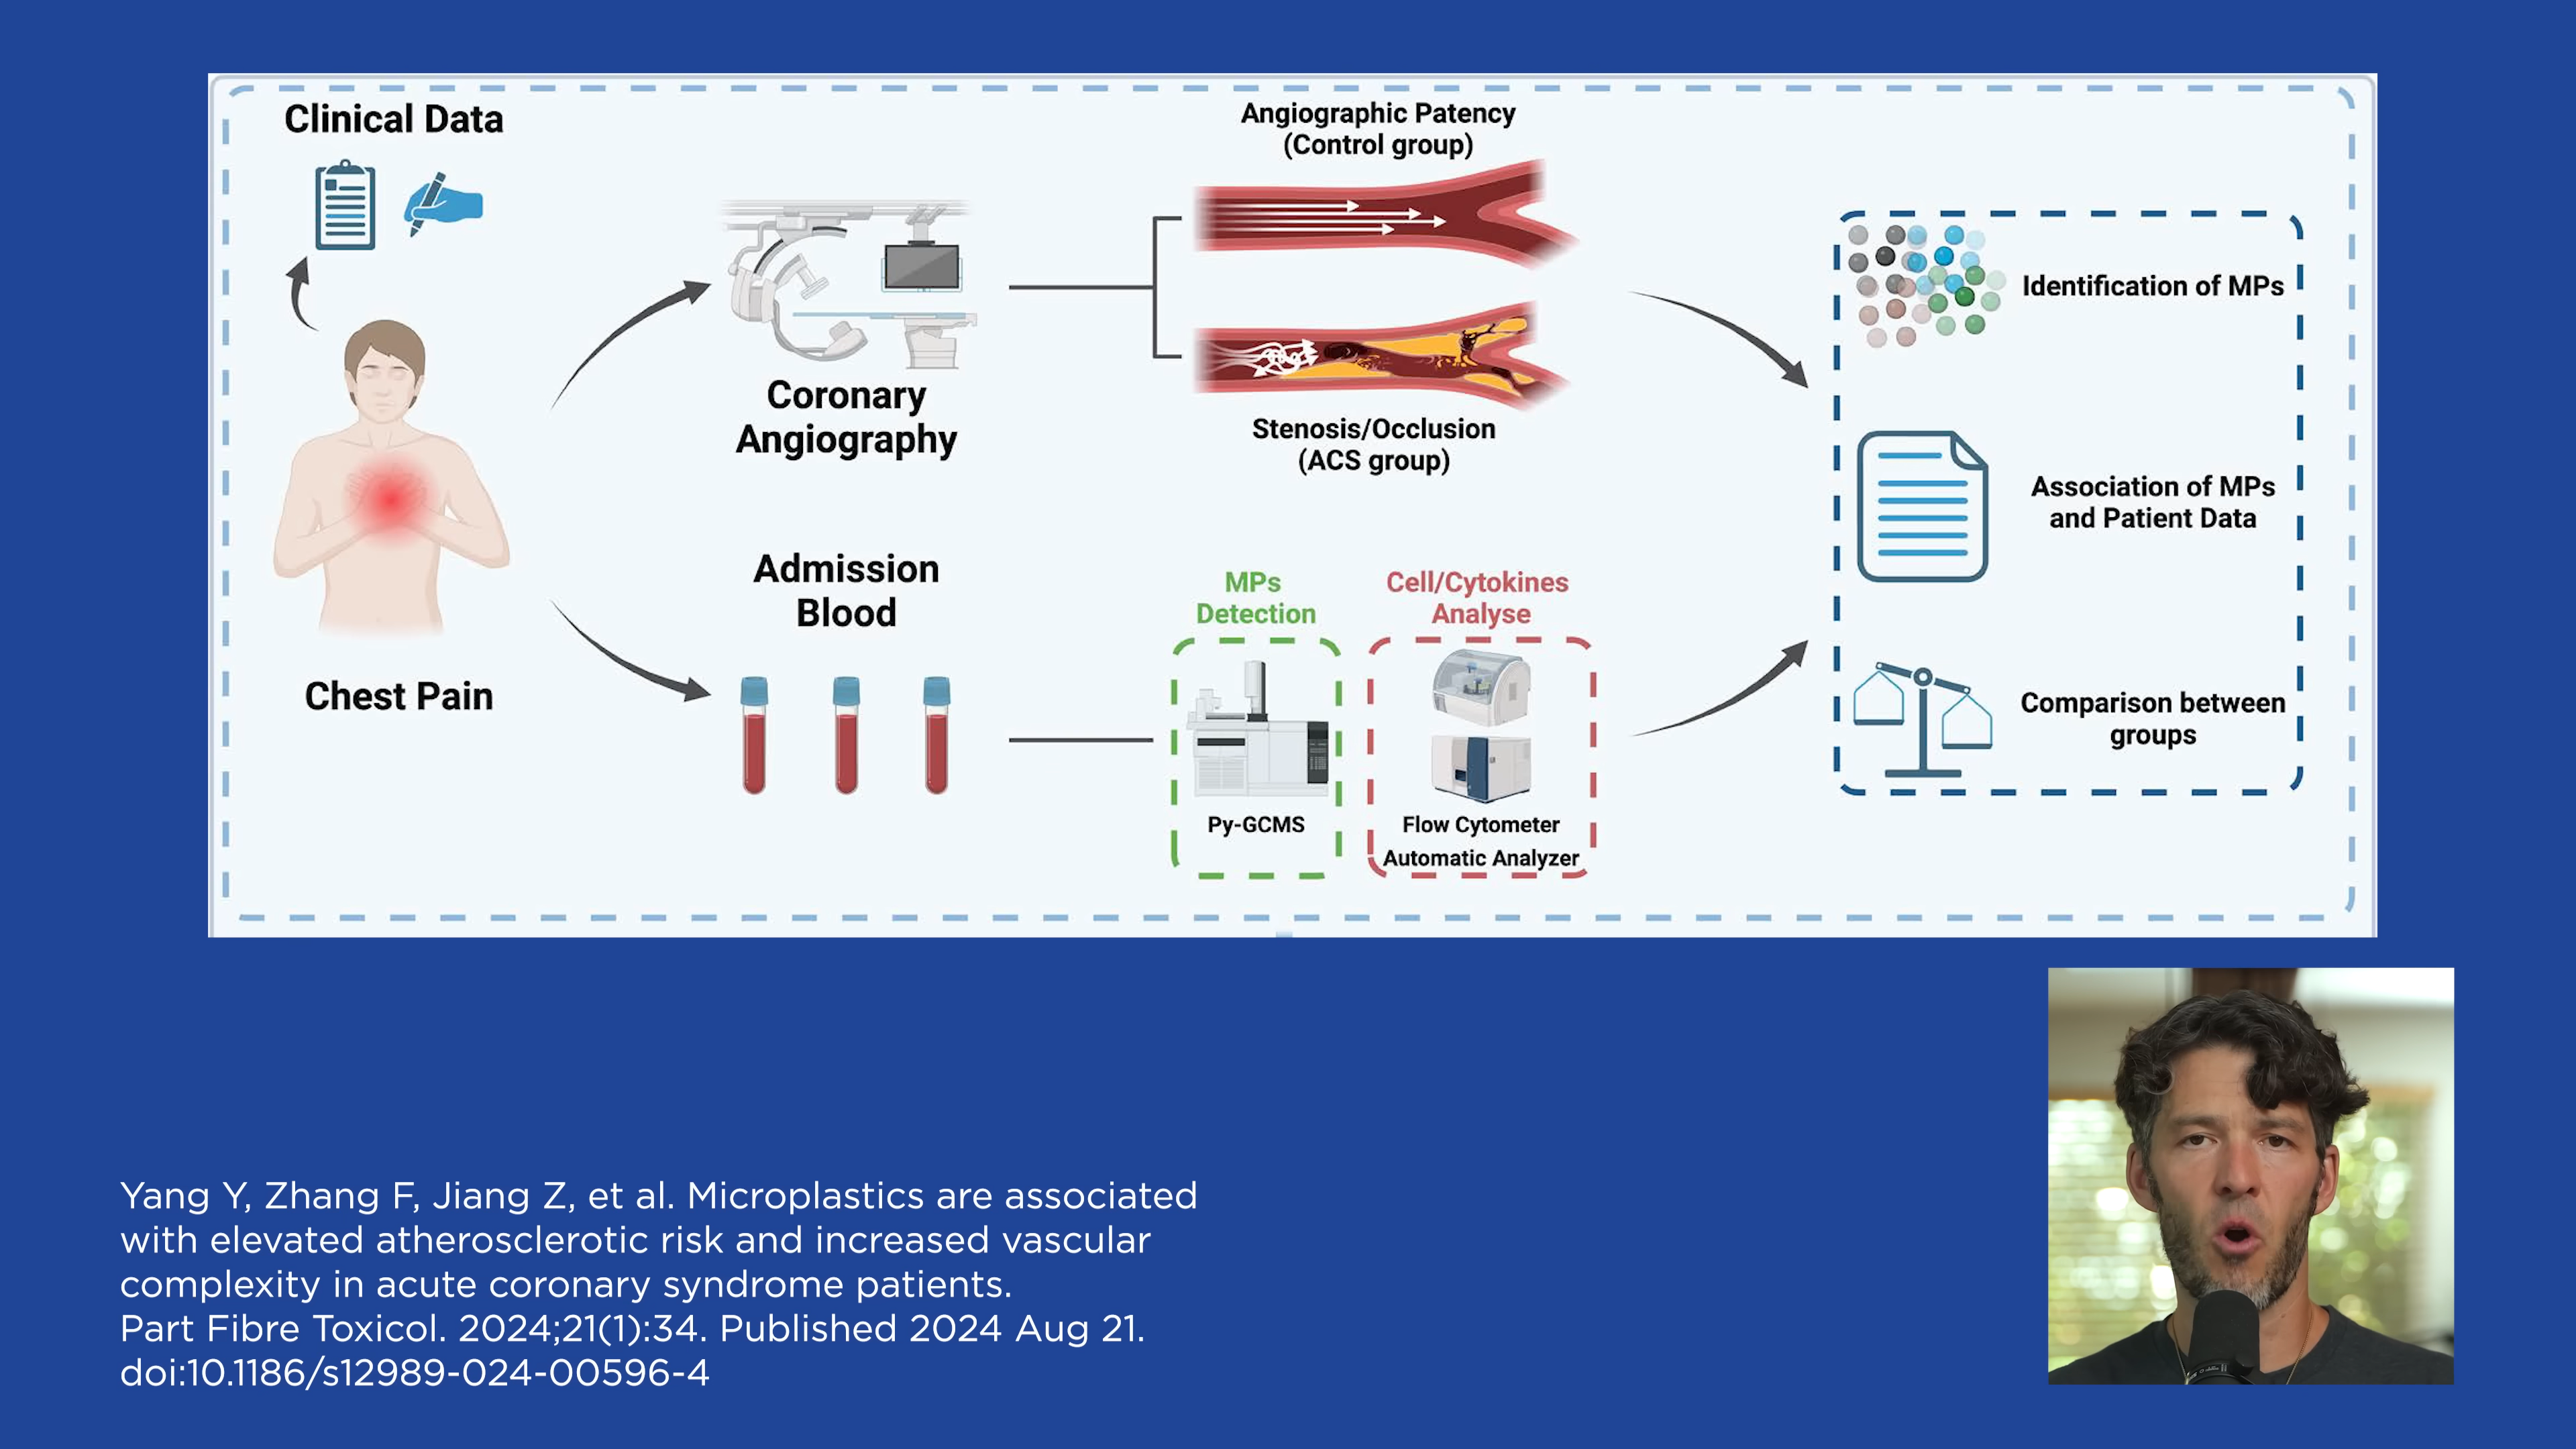 Clinical Data
Chest Pain
Coronary
Angiography
Admission
Blood
Angiographic Patency
(Control group)
Stenosis/Occlusion
(ACS group)
MPs
Detection
Py-GCMS
Cell/Cytokines
Analyse
Flow Cytometer
Automatic Analyzer
Identification of MPs
Association of MPs
and Patient Data
Comparison between
groups
Yang Y, Zhang F, Jiang Z, et al. Microplastics are associated
with elevated atherosclerotic risk and increased vascular
complexity in acute coronary syndrome patients.
Part Fibre Toxicol. 2024;21(1):34. Published 2024 Aug 21.
doi:10.1186/s12989-024-00596-4